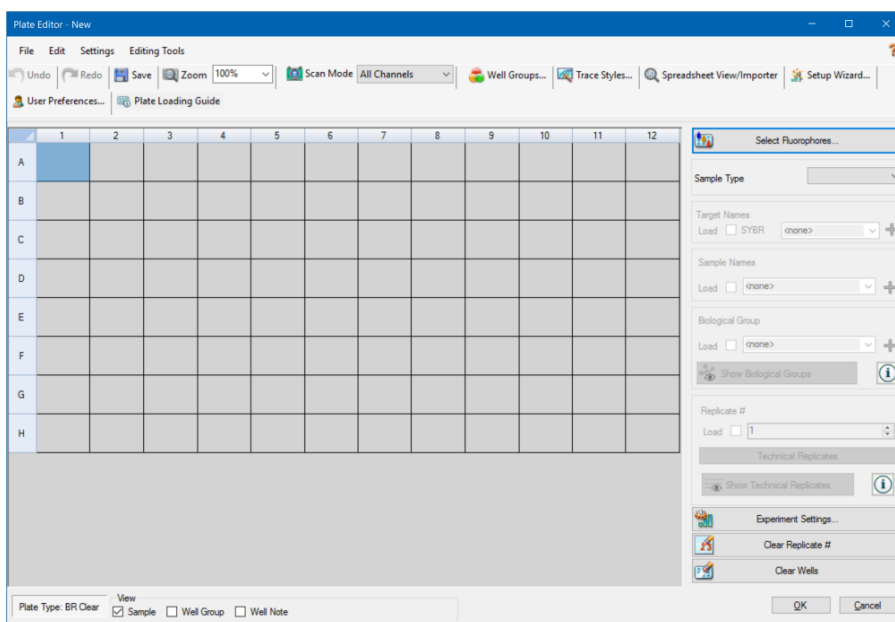 Plate Editor - New
File Edit Settings Editing Tools ?
Undo Redo Save Zoom 100% Scan Mode All Channels Well Groups... Trace Styles... Spreadsheet View/Importer Setup Wizard...
User Preferences... Plate Loading Guide
1 2 3 4 5 6 7 8 9 10 11 12
A
B
C
D
E
F
G
H
Select Fluorophores...
Sample Type
Target Names
Load SYBR <none>
Sample Names
Load <none>
Biological Group
Load <none>
Show Biological Groups
Replicate #
Load 1
Technical Replicates
Show Technical Replicates
Experiment Settings...
Clear Replicate #
Clear Wells
Plate Type: BR Clear
View
Sample Well Group Well Note
OK Cancel